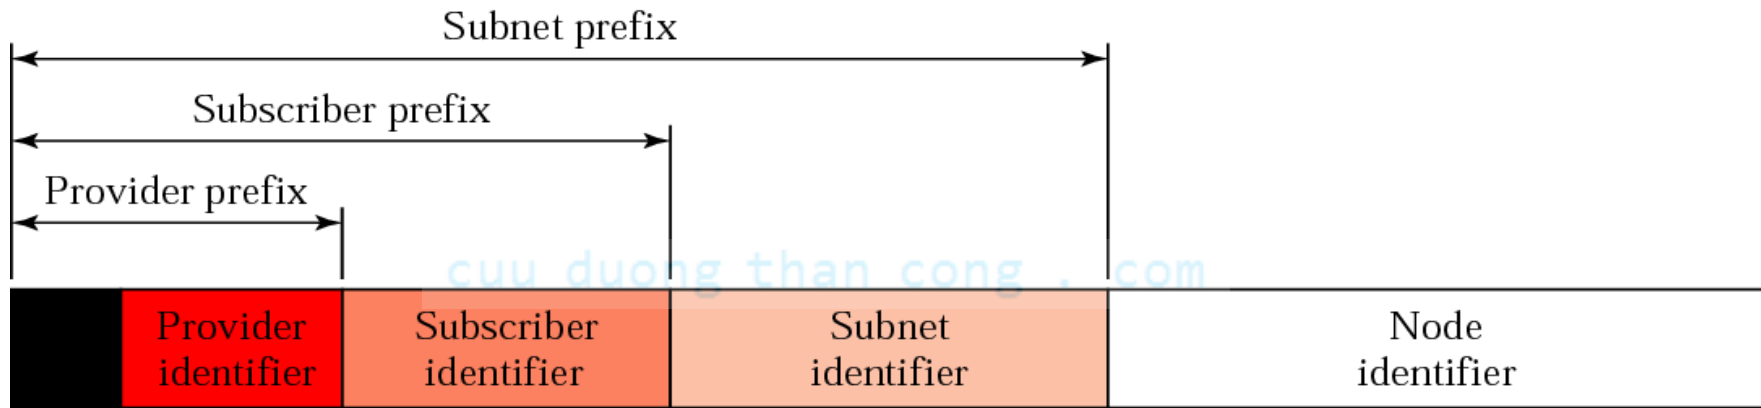 Subnet prefix
Subscriber prefix
Provider prefix
cuu duong than cong . com
Provider
identifier
Subscriber
identifier
Subnet
identifier
Node
identifier